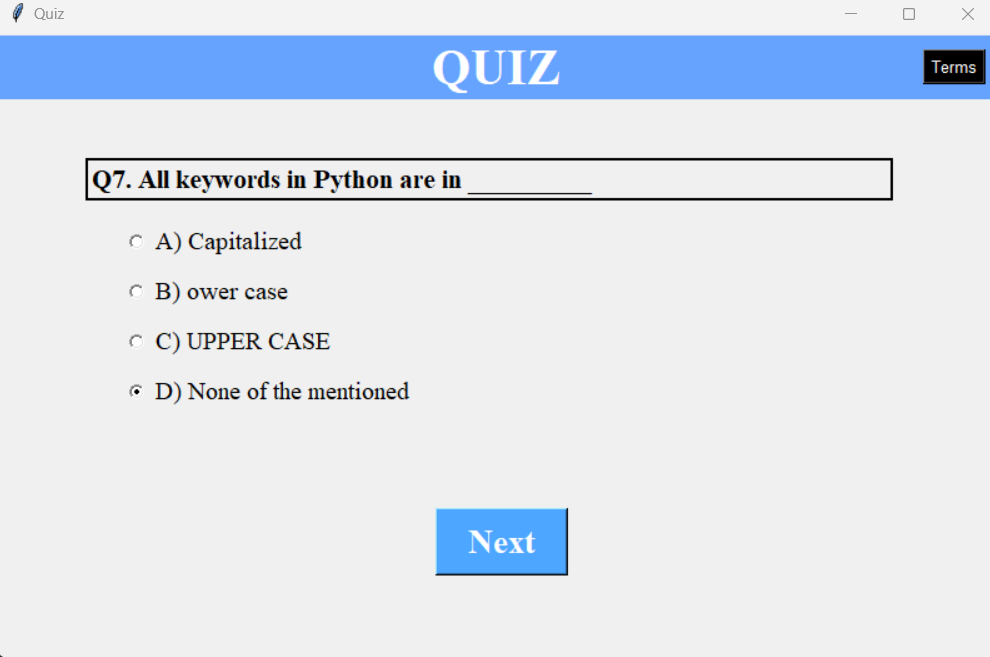 Quiz
QUIZ
Terms
Q7. All keywords in Python are in _________
A) Capitalized
B) ower case
C) UPPER CASE
D) None of the mentioned
Next